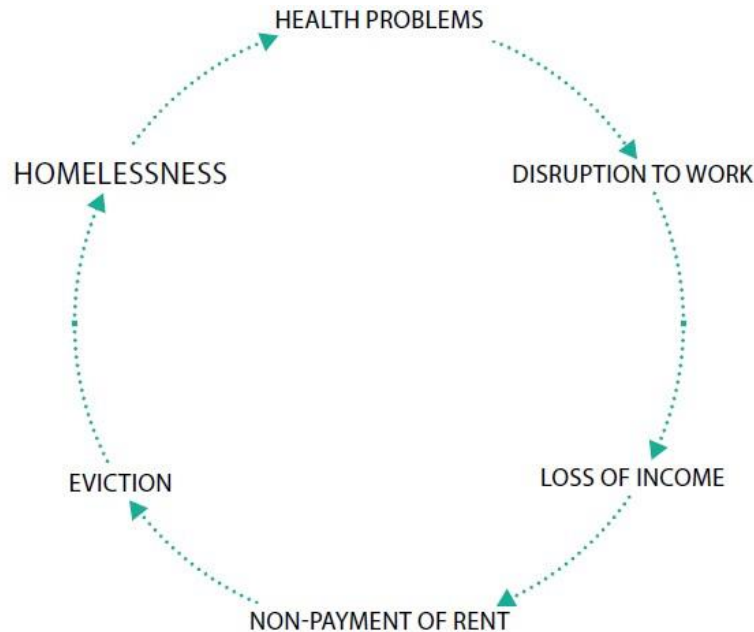 HEALTH PROBLEMS
DISRUPTION TO WORK
LOSS OF INCOME
NON-PAYMENT OF RENT
EVICTION
HOMELESSNESS